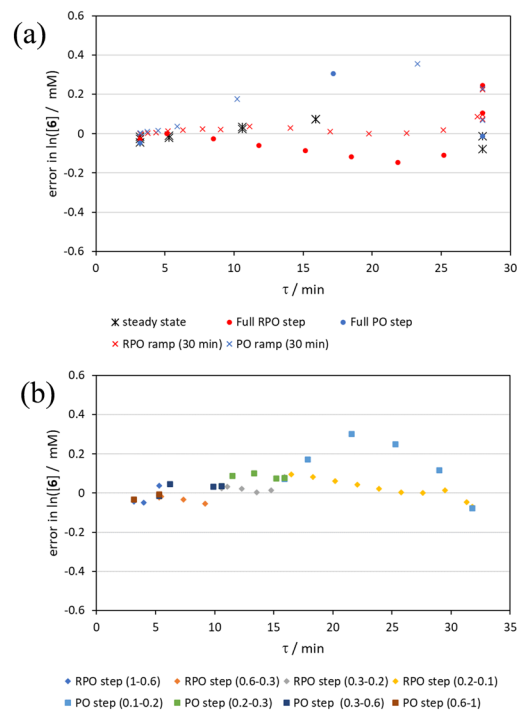 (a)
0.6
0.4
0.2
0
-0.2
-0.4
-0.6
0 5 10 15 20 25 30
error in ln([6] / mM)
τ / min
steady state Full RPO step Full PO step
RPO ramp (30 min) PO ramp (30 min)
(b)
0.6
0.4
0.2
0
-0.2
-0.4
-0.6
0 5 10 15 20 25 30 35
error in ln([6] / mM)
τ / min
RPO step (1-0.6) RPO step (0.6-0.3) RPO step (0.3-0.2) RPO step (0.2-0.1)
PO step (0.1-0.2) PO step (0.2-0.3) PO step (0.3-0.6) PO step (0.6-1)